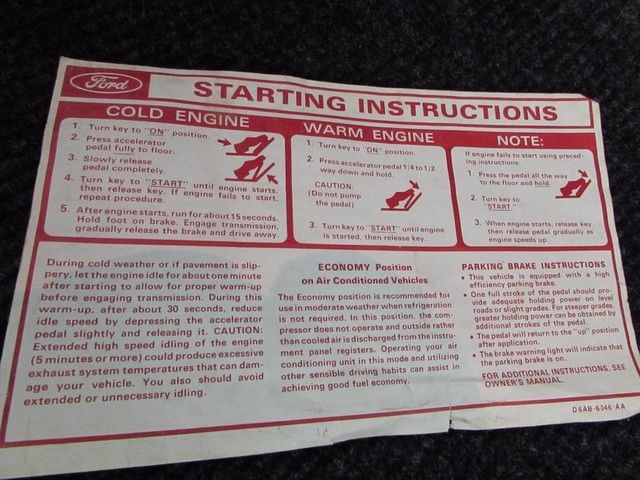 Ford
STARTING INSTRUCTIONS
COLD ENGINE
1. Turn key to "ON" position.
2. Press accelerator
pedal fully to floor.
3. Slowly release
pedal completely.
4. Turn key to "START" until engine starts,
then release key. If engine fails to start,
repeat procedure.
5. After engine starts, run for about 15 seconds.
Hold foot on brake. Engage transmission,
gradually release the brake and drive away.
WARM ENGINE
1. Turn key to "ON" position.
2. Press accelerator pedal 1/4 to 1/2
way down and hold.
CAUTION:
(Do not pump
the pedal)
3. Turn key to "START" until engine
is started, then release key.
NOTE:
If engine fails to start using preced-
ing instructions:
1. Press the pedal all the way
to the floor and hold.
2. Turn key to
"START."
3. When engine starts, release key
then release pedal gradually as
engine speeds up.
During cold weather or if pavement is slip-
pery, let the engine idle for about one minute
after starting to allow for proper warm-up
before engaging transmission. During this
warm-up, after about 30 seconds, reduce
idle speed by depressing the accelerator
pedal slightly and releasing it. CAUTION:
Extended high speed idling of the engine
(5 minutes or more) could produce excessive
exhaust system temperatures that can dam-
age your vehicle. You also should avoid
extended or unnecessary idling.
ECONOMY Position
on Air Conditioned Vehicles
The Economy position is recommended for
use in moderate weather when refrigeration
is not required. In this position, the com-
pressor does not operate and outside rather
than cooled air is discharged from the instru-
ment panel registers. Operating your air
conditioning unit in this mode and utilizing
other sensible driving habits can assist in
achieving good fuel economy.
PARKING BRAKE INSTRUCTIONS
• This vehicle is equipped with a high
efficiency parking brake.
• One full stroke of the pedal should pro-
vide adequate holding power on level
roads or slight grades. For steeper grades,
greater holding power can be obtained by
additional strokes of the pedal.
• The pedal will return to the "up" position
after application.
• The brake warning light will indicate that
the parking brake is on.
FOR ADDITIONAL INSTRUCTIONS, SEE
OWNER'S MANUAL.
D6AB-6346-AA